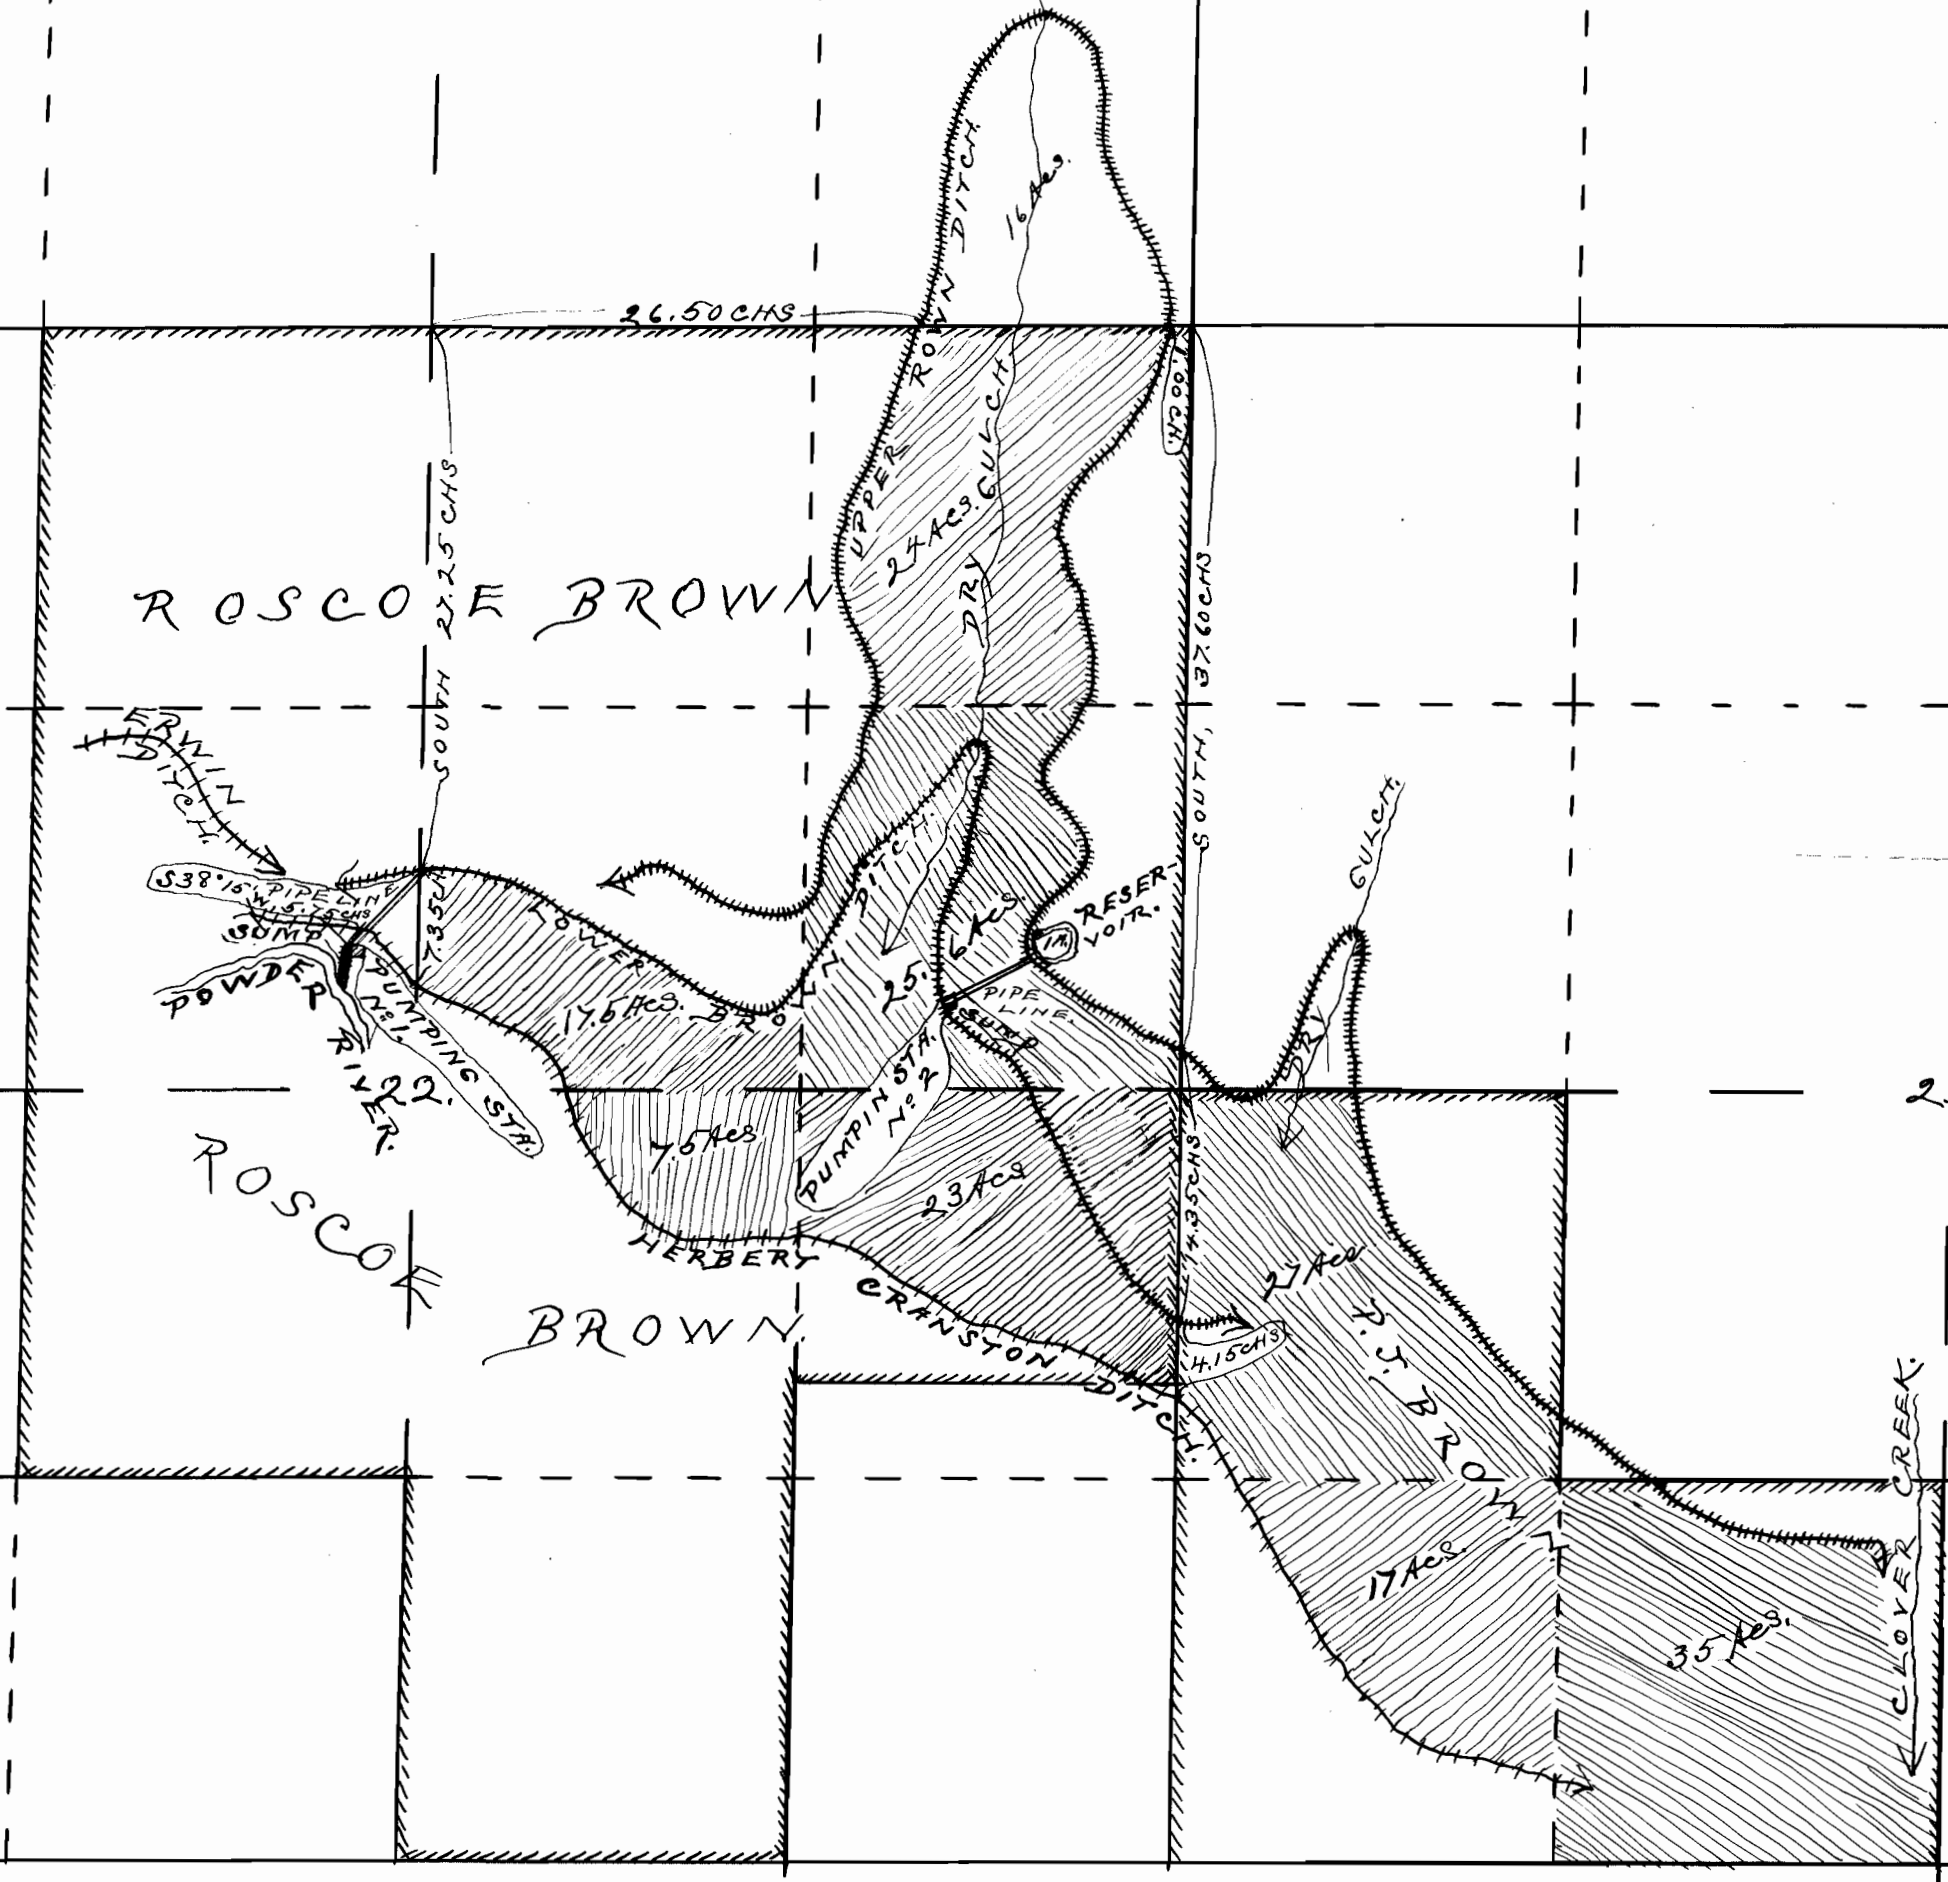 16 Acs.
26.50 CHS
UPPER BROWN DITCH.
1.00 CH.
SOUTH 27.25 CHS
24 Acs.
DRY GULCH.
SOUTH, 37.60 CHS
ROSCOE BROWN
ERWIN
DITCH.
GULCH.
DRY
S38°15'
W. 5.75 CHS
PIPE LINE
SUMP
7.35 CH
POWDER RIVER.
PUMPING STA.
No 1.
LOWER BROWN DITCH.
17.5 Acs.
25.
6 Acs.
RESER-
VOIR.
PIPE
LINE.
SUMP
PUMPIN STA.
No 2
22.
2.
7.5 Acs
23 Acs
14.35 CHS
27 Acs
4.15 CHS
ROSCOE
BROWN.
HERBERT CRANSTON DITCH.
P. J. BROWN.
17 Acs.
35 Acs.
CLOVER CREEK.